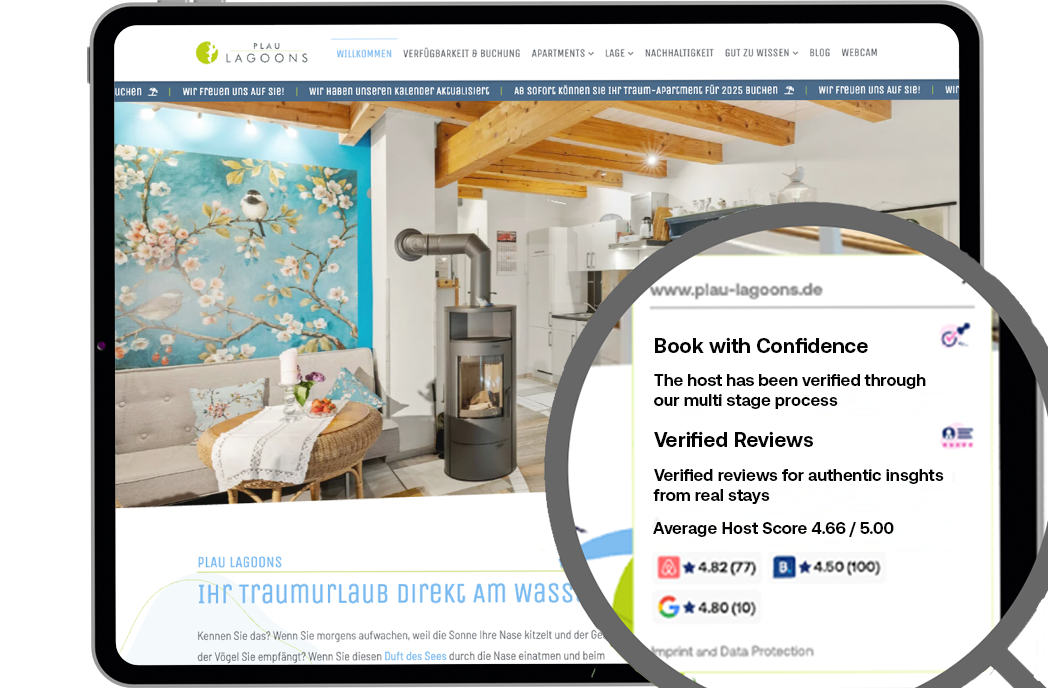 PLAU
LAGOONS
WILLKOMMEN VERFÜGBARKEIT & BUCHUNG APARTMENTS LAGE NACHHALTIGKEIT GUT ZU WISSEN BLOG WEBCAM
UCHEN | WIR FREUEN UNS AUF SIE! | WIR HABEN UNSEREN KALENDER AKTUALISIERT | AB SOFORT KÖNNEN SIE IHR TRAUM-APARTMENT FÜR 2025 BUCHEN | WIR FREUEN UNS AUF SIE! | WIR
www.plau-lagoons.de
Book with Confidence
The host has been verified through
our multi stage process
Verified Reviews
Verified reviews for authentic insghts
from real stays
Average Host Score 4.66 / 5.00
4.82 (77) B. 4.50 (100)
G 4.80 (10)
Imprint and Data Protection
PLAU LAGOONS
IHR TRAUMURLAUB DIREKT AM WASS
Kennen Sie das? Wenn Sie morgens aufwachen, weil die Sonne Ihre Nase kitzelt und der Ge
der Vögel Sie empfängt? Wenn Sie diesen Duft des Sees durch die Nase einatmen und beim